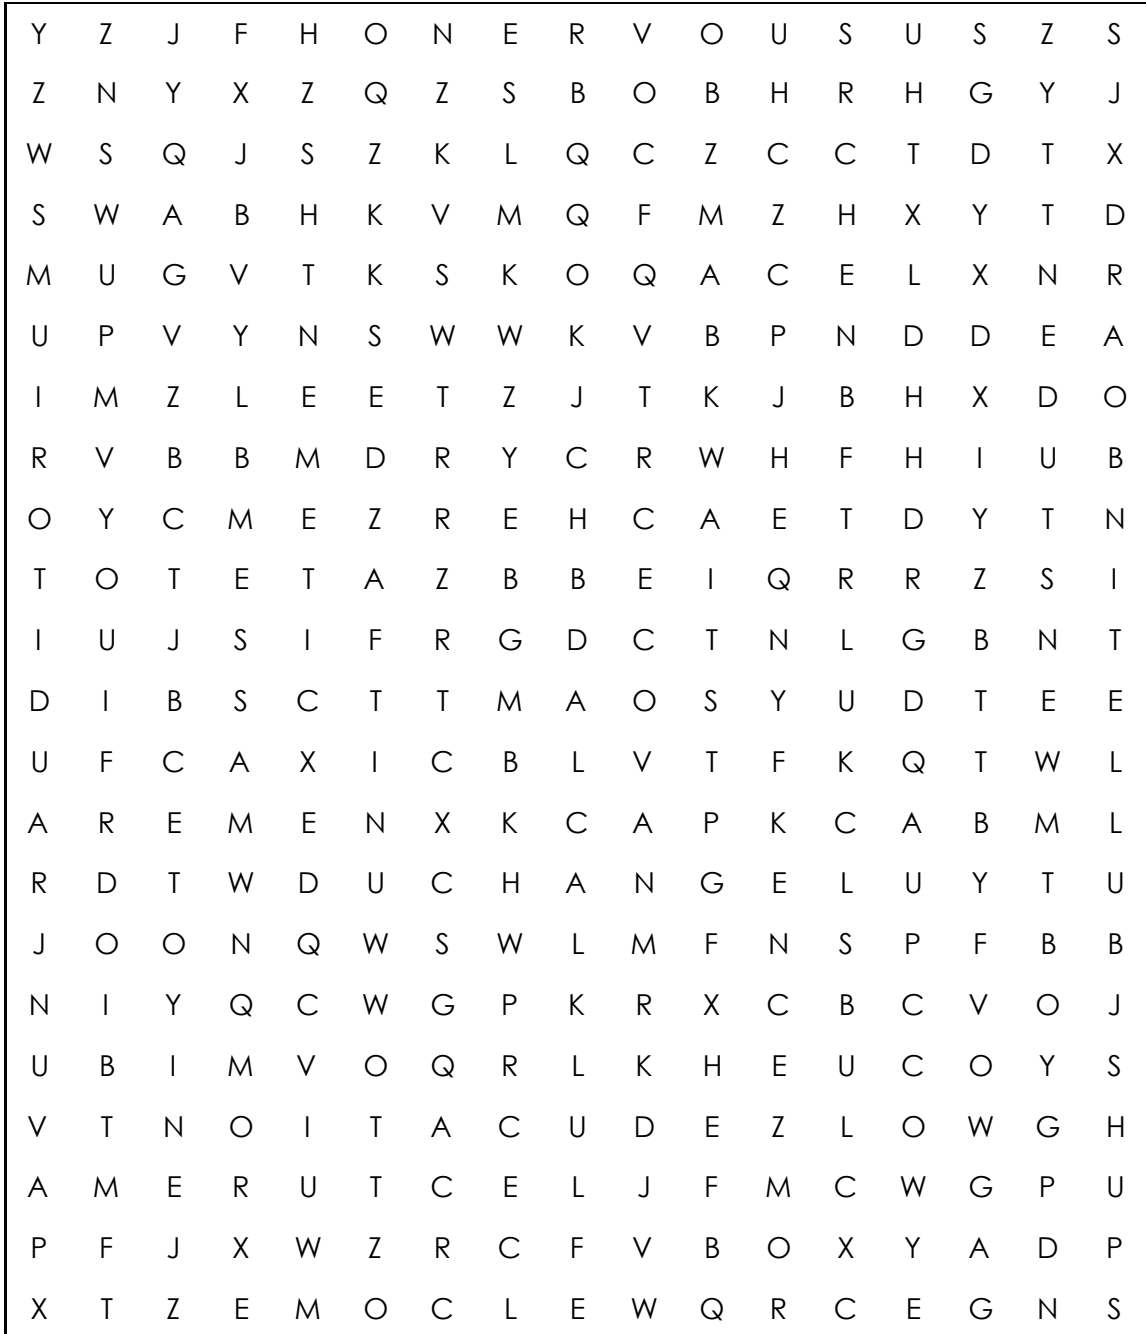 Y Z J F H O N E R V O U S U S Z S
Z N Y X Z Q Z S B O B H R H G Y J
W S Q J S Z K L Q C Z C C T D T X
S W A B H K V M Q F M Z H X Y T D
M U G V T K S K O Q A C E L X N R
U P V Y N S W W K V B P N D D E A
I M Z L E E T Z J T K J B H X D O
R V B B M D R Y C R W H F H I U B
O Y C M E Z R E H C A E T D Y T N
T O T E T A Z B B E I Q R R Z S I
I U J S I F R G D C T N L G B N T
D I B S C T T M A O S Y U D T E E
U F C A X I C B L V T F K Q T W L
A R E M E N X K C A P K C A B M L
R D T W D U C H A N G E L U Y T U
J O O N Q W S W L M F N S P F B B
N I Y Q C W G P K R X C B C V O J
U B I M V O Q R L K H E U C O Y S
V T N O I T A C U D E Z L O W G H
A M E R U T C E L J F M C W G P U
P F J X W Z R C F V B O X Y A D P
X T Z E M O C L E W Q R C E G N S